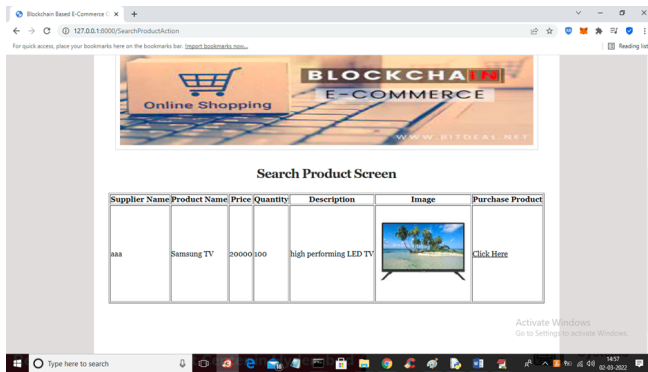 Blockchain Based E-Commerce
127.0.0.1:8000/SearchProductAction
For quick access, place your bookmarks here on the bookmarks bar. Import bookmarks now...
Reading list
Online Shopping
BLOCKCHAIN
E-COMMERCE
WWW.BITDEAL.NET
Search Product Screen
Supplier Name Product Name Price Quantity Description Image Purchase Product
aaa Samsung TV 20000 100 high performing LED TV Click Here
Activate Windows
Go to Settings to activate Windows.
Type here to search
14:57
02-03-2022